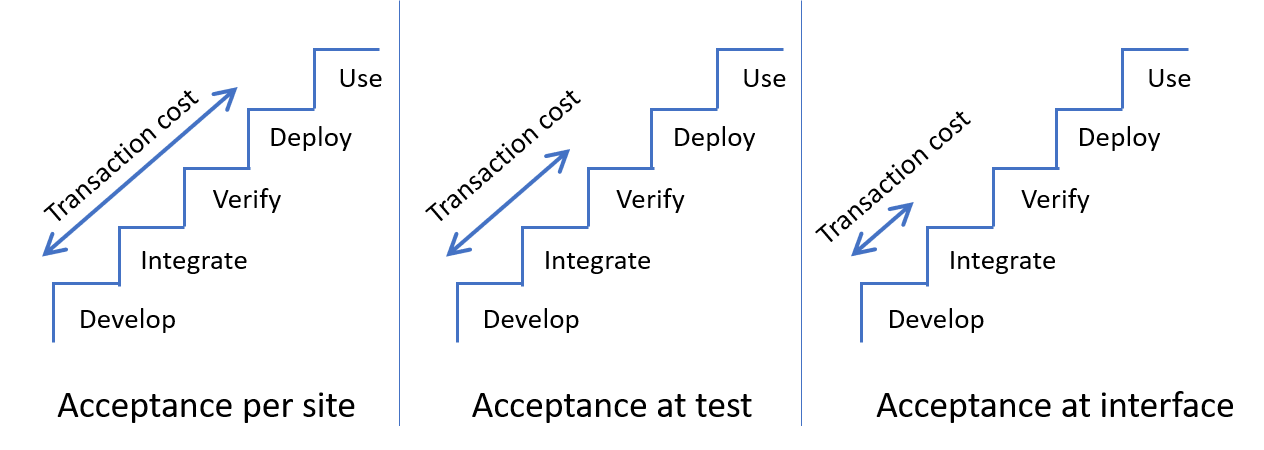 Use
Transaction cost
Deploy
Verify
Integrate
Develop
Acceptance per site
Use
Transaction cost
Deploy
Verify
Integrate
Develop
Acceptance at test
Use
Transaction cost
Deploy
Verify
Integrate
Develop
Acceptance at interface